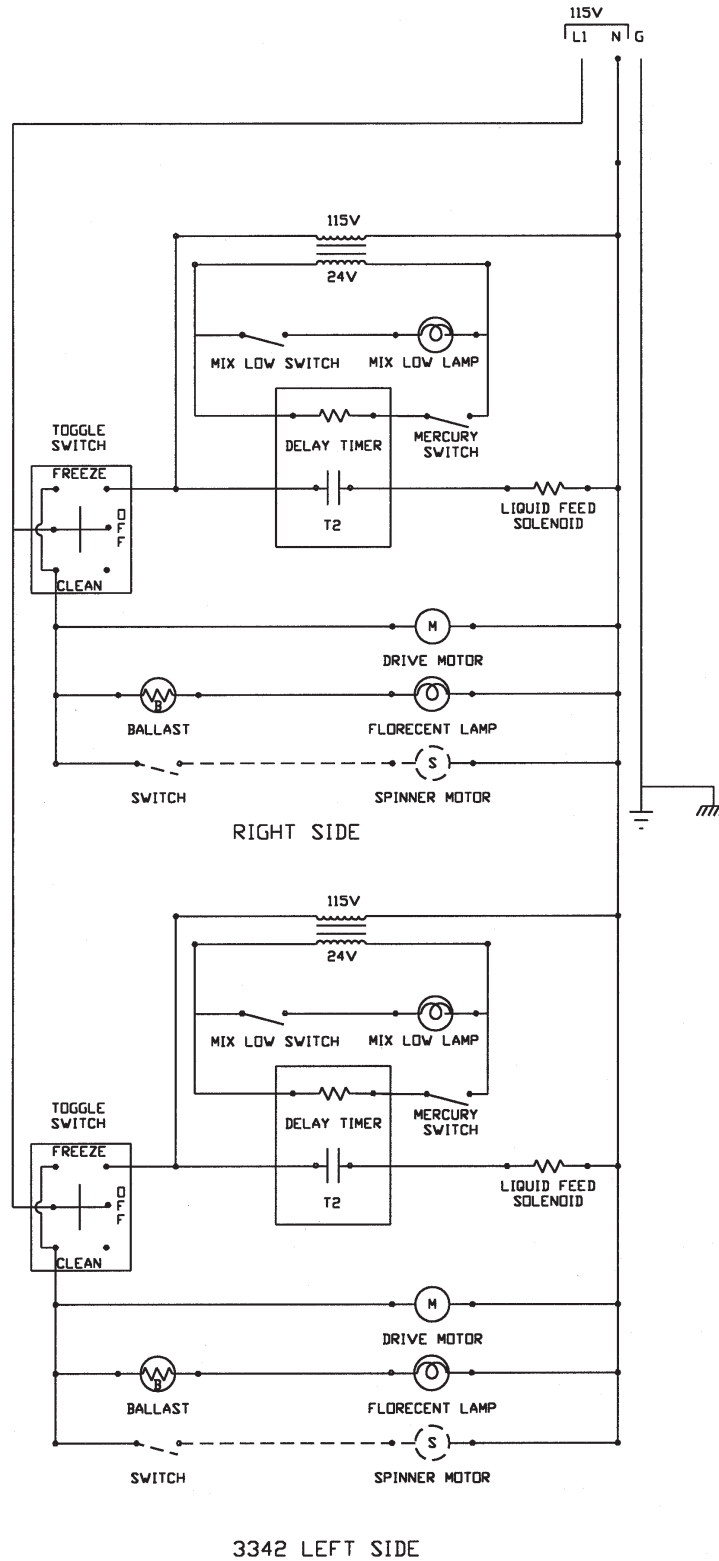 115V
L1 N G
115V
24V
MIX LOW SWITCH MIX LOW LAMP
TOGGLE
SWITCH
FREEZE
OFF
CLEAN
DELAY TIMER
MERCURY
SWITCH
T2
LIQUID FEED
SOLENOID
M
DRIVE MOTOR
B
BALLAST
FLORECENT LAMP
S
SWITCH
SPINNER MOTOR
RIGHT SIDE
115V
24V
MIX LOW SWITCH MIX LOW LAMP
TOGGLE
SWITCH
FREEZE
OFF
CLEAN
DELAY TIMER
MERCURY
SWITCH
T2
LIQUID FEED
SOLENOID
M
DRIVE MOTOR
B
BALLAST
FLORECENT LAMP
S
SWITCH
SPINNER MOTOR
3342 LEFT SIDE